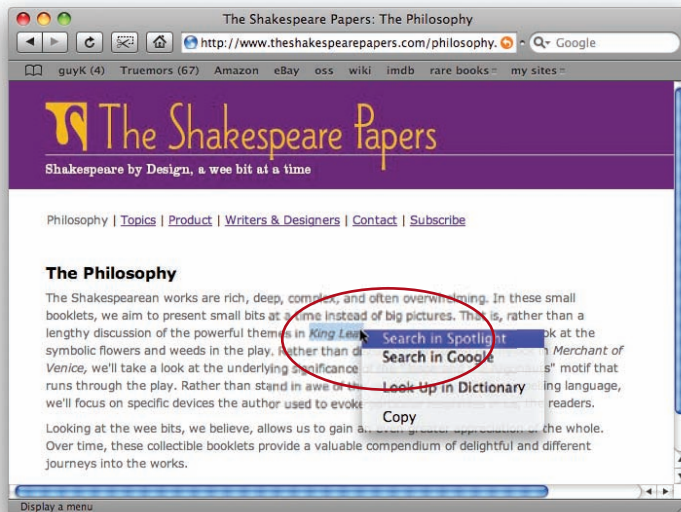 The Shakespeare Papers: The Philosophy
http://www.theshakespearepapers.com/philosophy.
Google
guyK (4) Truemors (67) Amazon eBay oss wiki imdb rare books my sites
The Shakespeare Papers
Shakespeare by Design, a wee bit at a time
Philosophy | Topics | Product | Writers & Designers | Contact | Subscribe
The Philosophy
The Shakespearean works are rich, deep, complex, and often overwhelming. In these small
booklets, we aim to present small bits at a time instead of big pictures. That is, rather than a
lengthy discussion of the powerful themes in King Lear ok at the
symbolic flowers and weeds in the play. Rather than Merchant of
Venice, we'll take a look at the underlying significance " motif that
runs through the play. Rather than stand in awe of language,
we'll focus on specific devices the author used to evoke readers.
Looking at the wee bits, we believe, allows us to gain an even greater appreciation of the whole.
Over time, these collectible booklets provide a valuable compendium of delightful and different
journeys into the works.
Search in Spotlight
Search in Google
Look Up in Dictionary
Copy
Display a menu